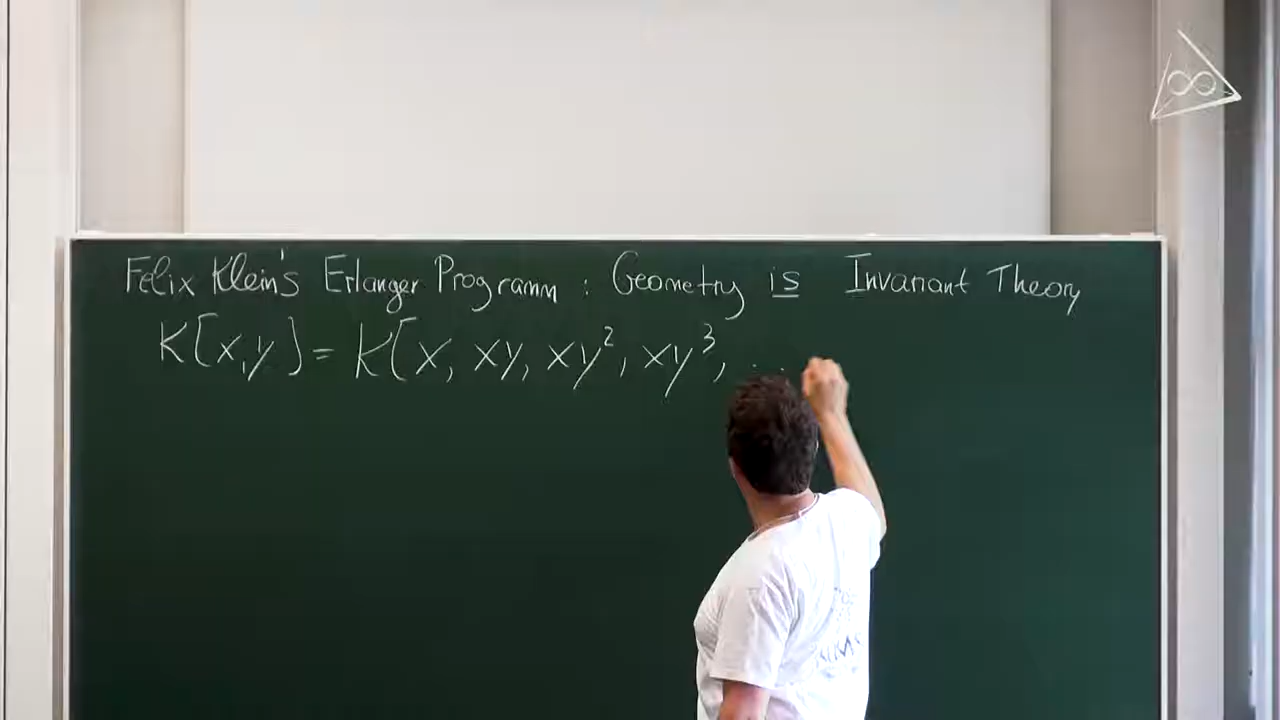 Felix Klein's Erlanger Programm : Geometry is Invariant Theory
K[x,y] = K[x, xy, xy², xy³, ...